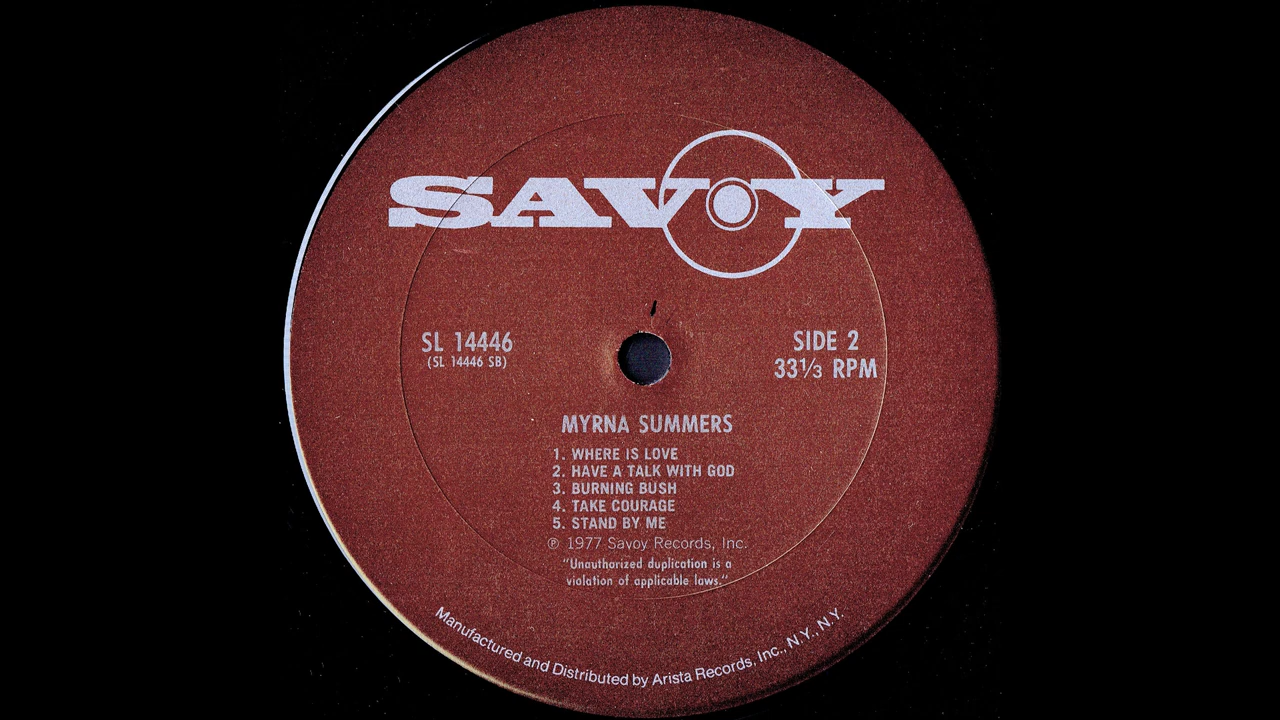 SAVOY
SL 14446
(SL 14446 SB)
SIDE 2
33⅓ RPM
MYRNA SUMMERS
1. WHERE IS LOVE
2. HAVE A TALK WITH GOD
3. BURNING BUSH
4. TAKE COURAGE
5. STAND BY ME
℗ 1977 Savoy Records, Inc.
"Unauthorized duplication is a
violation of applicable laws."
Manufactured and Distributed by Arista Records, Inc., N.Y., N.Y.